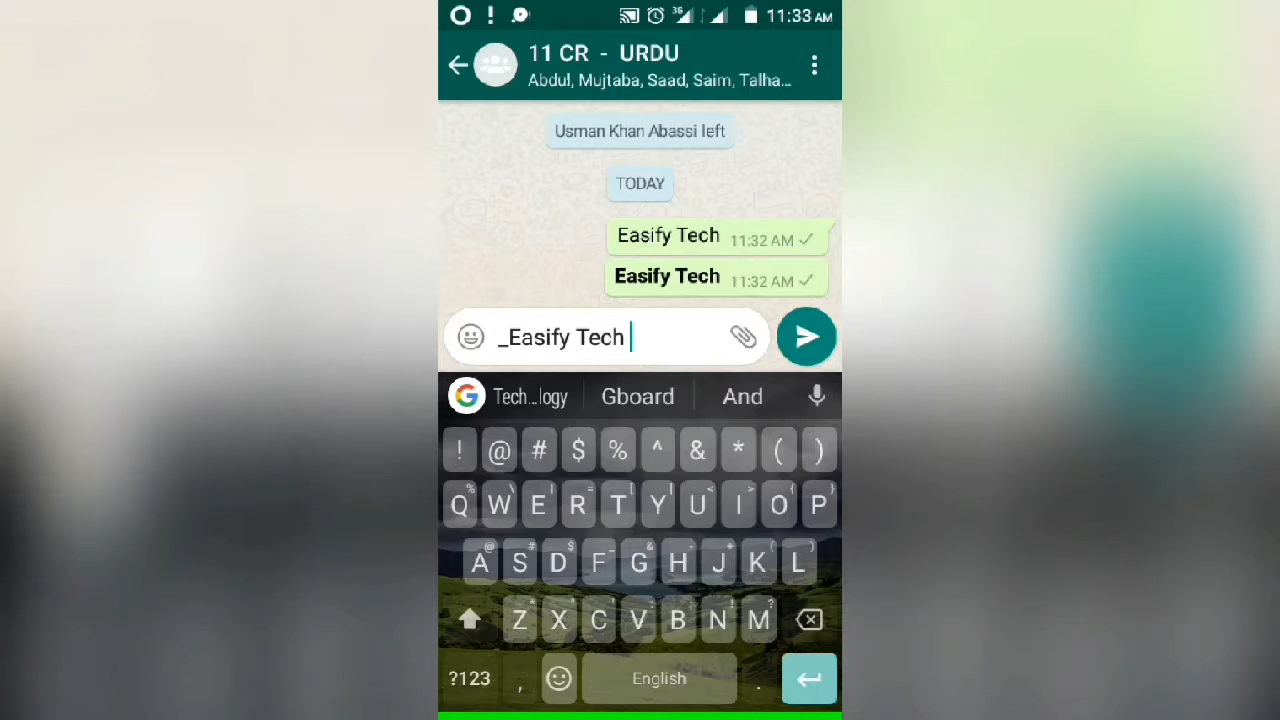 3G 11:33 AM
11 CR - URDU
Abdul, Mujtaba, Saad, Saim, Talha...
Usman Khan Abassi left
TODAY
Easify Tech 11:32 AM
Easify Tech 11:32 AM
_Easify Tech
Tech...logy Gboard And
! @ # $ % ^ & * ( )
Q W E R T Y U I O P
A S D F G H J K L
Z X C V B N M
?123 , English .